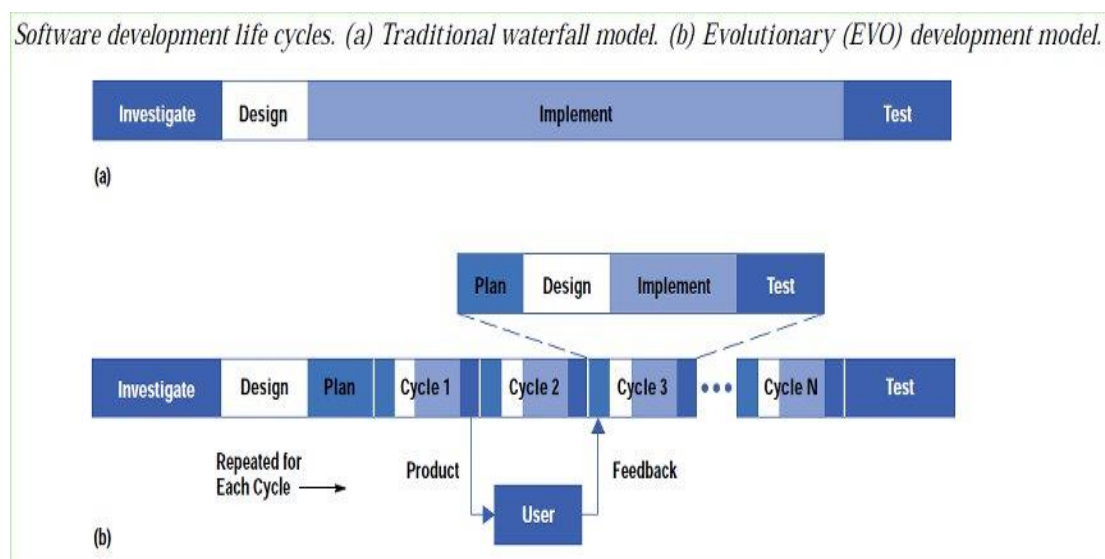 Software development life cycles. (a) Traditional waterfall model. (b) Evolutionary (EVO) development model.
Investigate Design Implement Test
(a)
Plan Design Implement Test
Investigate Design Plan Cycle 1 Cycle 2 Cycle 3 Cycle N Test
Repeated for
Each Cycle
Product
Feedback
User
(b)